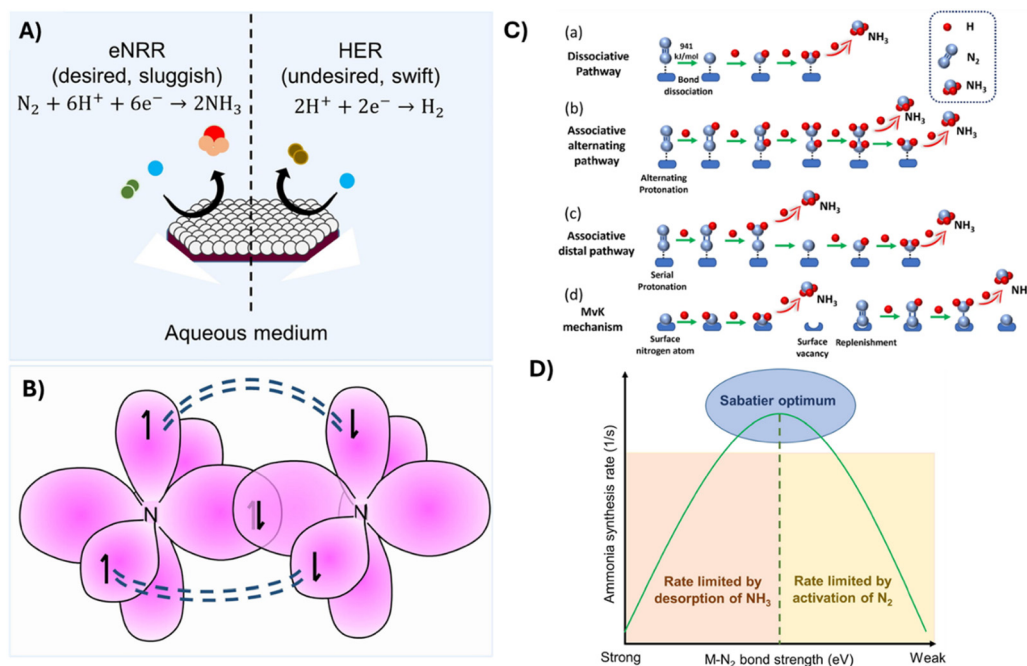 A)
eNRR
(desired, sluggish)
N₂ + 6H⁺ + 6e⁻ → 2NH₃
HER
(undesired, swift)
2H⁺ + 2e⁻ → H₂
Aqueous medium
B)
N
N
C)
H
N₂
NH₃
(a)
Dissociative
Pathway
941
kJ/mol
Bond
dissociation
H
H
H
NH₃
(b)
Associative
alternating
pathway
H
H
H
H
H
NH₃
H
NH₃
Alternating
Protonation
(c)
Associative
distal pathway
H
H
H
NH₃
H
H
H
NH₃
Serial
Protonation
(d)
MvK
mechanism
H
H
H
NH₃
H
H
H
NH
Surface
nitrogen atom
Surface
vacancy
Replenishment
D)
Sabatier optimum
Ammonia synthesis rate (1/s)
Rate limited by
desorption of NH₃
Rate limited by
activation of N₂
Strong
M-N₂ bond strength (eV)
Weak